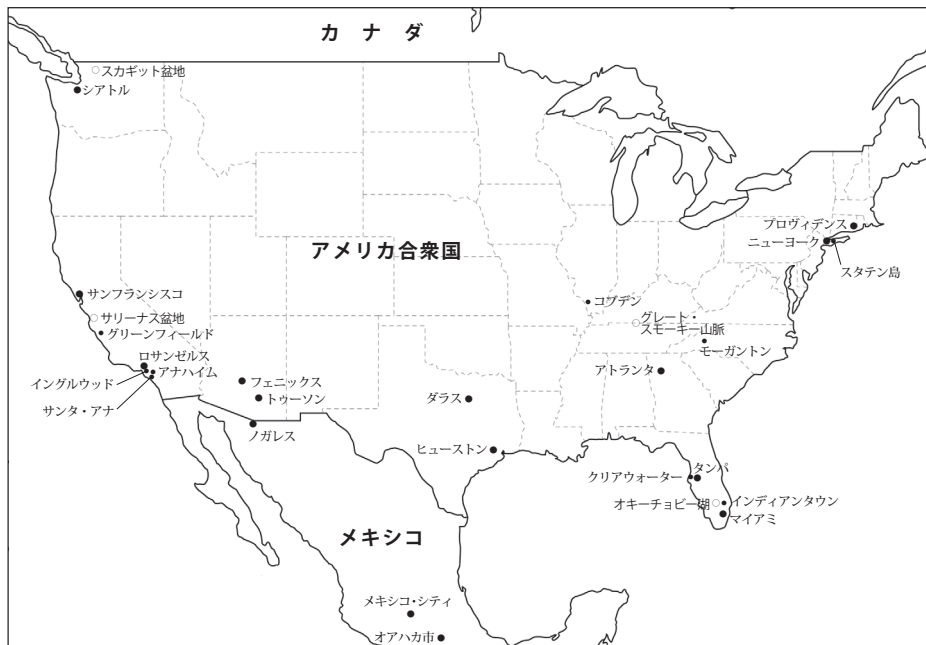 カナダ
スカギット盆地
シアトル
プロヴィデンス
ニューヨーク
スタテン島
アメリカ合衆国
サンフランシスコ
コブデン
サリーナス盆地
グレート・
スモーキー山脈
グリーンフィールド
モーガントン
ロサンゼルス
アナハイム
イングルウッド
アトランタ
フェニックス
サンタ・アナ
トゥーソン
ダラス
ノガレス
ヒューストン
タンパ
クリアウォーター
オキーチョビー湖
インディアンタウン
マイアミ
メキシコ
メキシコ・シティ
オアハカ市